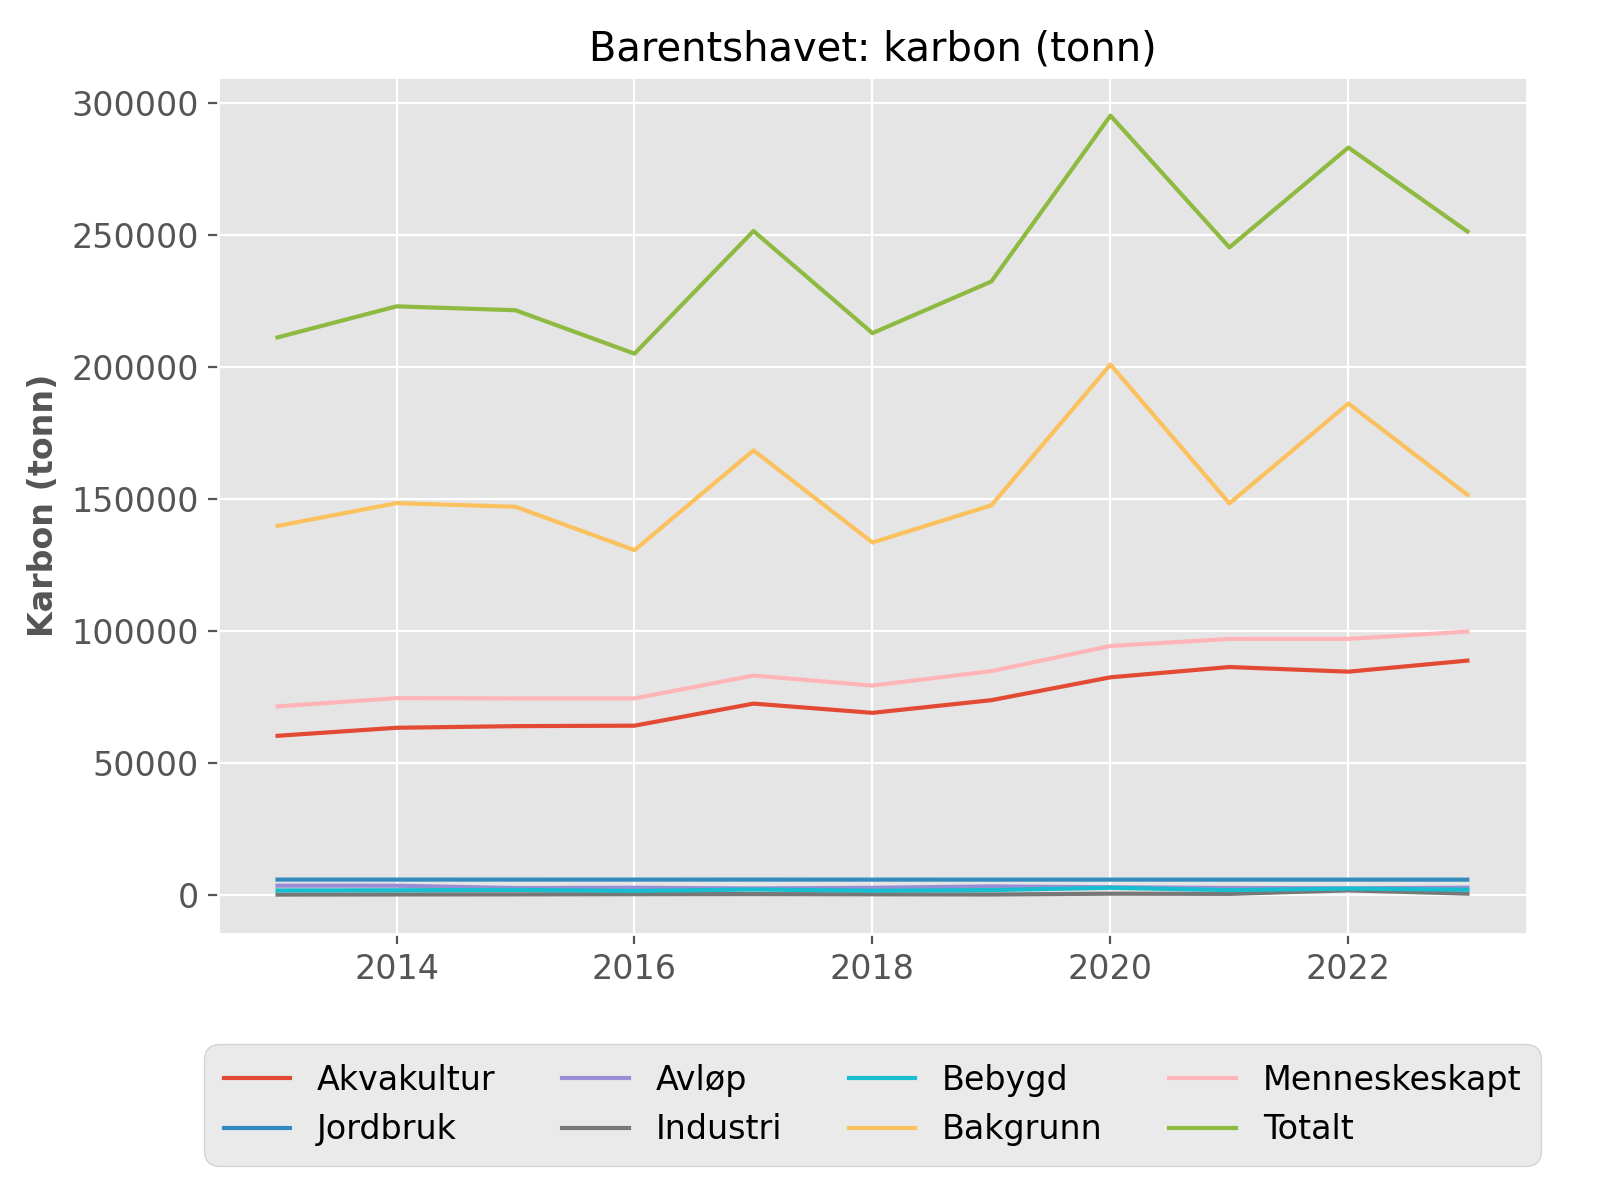 Barentshavet: karbon (tonn)
300000
250000
200000
150000
100000
50000
0
Karbon (tonn)
2014 2016 2018 2020 2022
Akvakultur Avløp Bebygd Menneskeskapt
Jordbruk Industri Bakgrunn Totalt